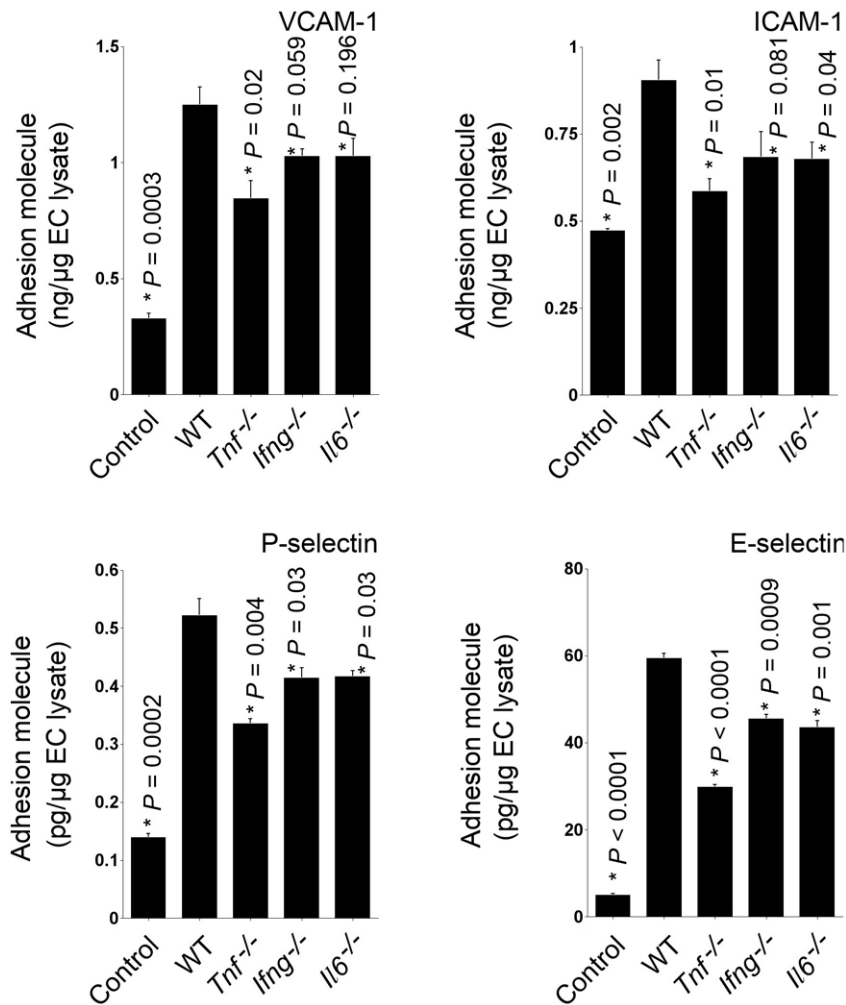 VCAM-1
Adhesion molecule
(ng/µg EC lysate)
1.5
1
0.5
0
* P = 0.0003
* P = 0.02
* P = 0.059
* P = 0.196
Control
WT
Tnf-/-
Ifng-/-
Il6-/-
ICAM-1
Adhesion molecule
(ng/µg EC lysate)
1
0.75
0.5
0.25
0
* P = 0.002
* P = 0.01
* P = 0.081
* P = 0.04
Control
WT
Tnf-/-
Ifng-/-
Il6-/-
P-selectin
Adhesion molecule
(pg/µg EC lysate)
0.6
0.5
0.4
0.3
0.2
0.1
0
* P = 0.0002
* P = 0.004
* P = 0.03
* P = 0.03
Control
WT
Tnf-/-
Ifng-/-
Il6-/-
E-selectin
Adhesion molecule
(pg/µg EC lysate)
80
60
40
20
0
* P < 0.0001
* P < 0.0001
* P = 0.0009
* P = 0.001
Control
WT
Tnf-/-
Ifng-/-
Il6-/-